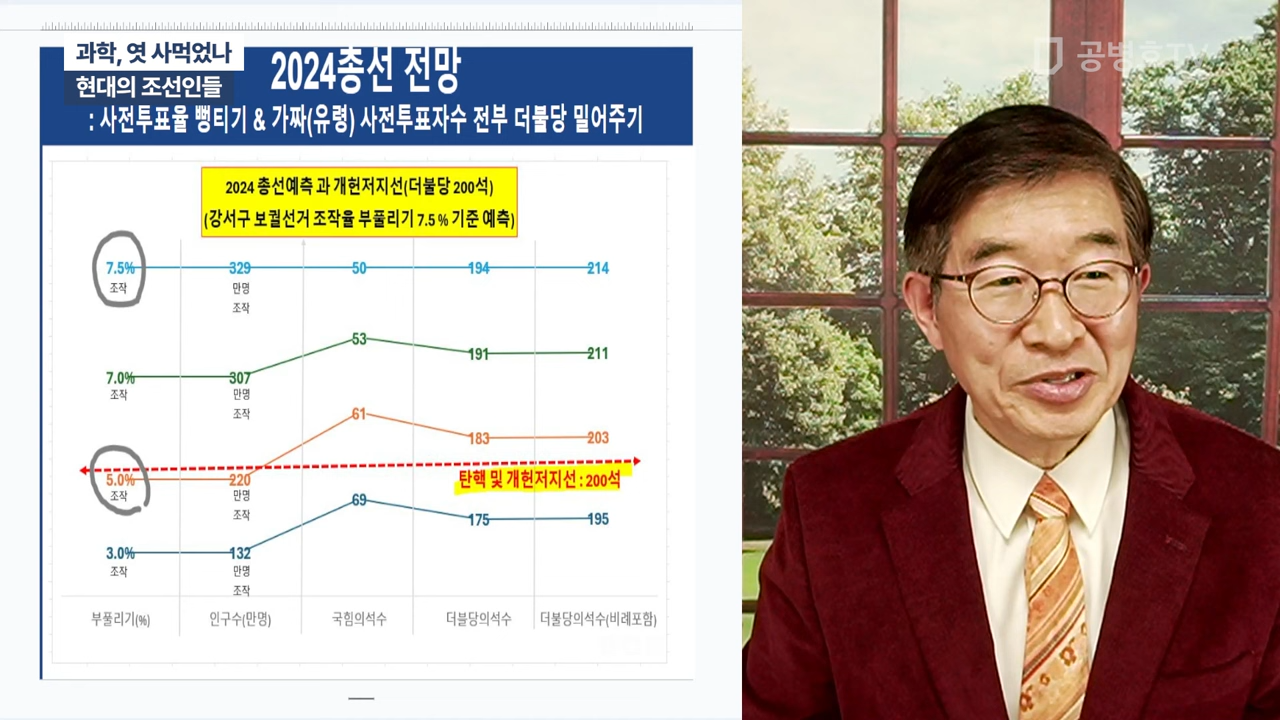 과학, 엿 사먹었나
현대의 조선인들
2024총선 전망
: 사전투표율 뻥티기 & 가짜(유령) 사전투표자수 전부 더불당 밀어주기
2024 총선예측 과 개헌저지선(더불당 200석)
(강서구 보궐선거 조작율 부풀리기 7.5 % 기준 예측)
7.5% 329 50 194 214
조작 만명
조작
53
191 211
7.0% 307
조작 만명
조작
61
183 203
5.0% 220
탄핵 및 개헌저지선 : 200석
조작 만명
조작
69
175 195
3.0% 132
조작 만명
조작
부풀리기(%) 인구수(만명) 국힘의석수 더블당의석수 더불당의석수(비례포함)
공병호TV